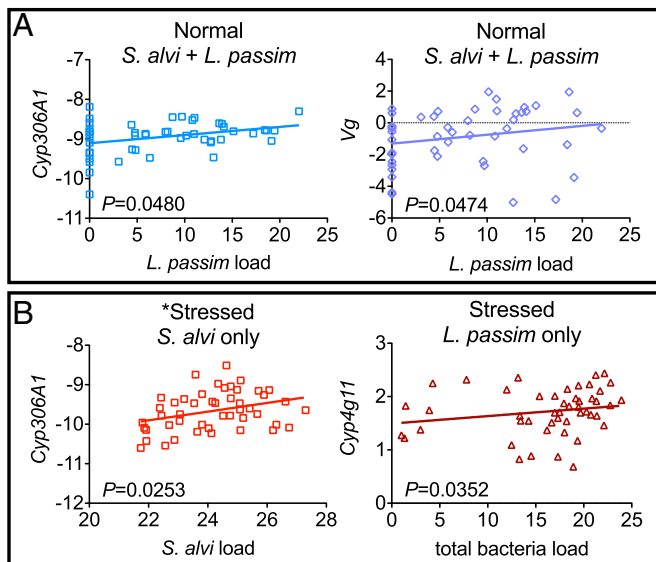 A
Normal
S. alvi + L. passim
Cyp306A1
-7
-8
-9
-10
-11
P=0.0480
0 5 10 15 20 25
L. passim load
Normal
S. alvi + L. passim
Vg
4
2
0
-2
-4
-6
P=0.0474
0 5 10 15 20 25
L. passim load
B
*Stressed
S. alvi only
Cyp306A1
-8
-9
-10
-11
-12
P=0.0253
20 22 24 26 28
S. alvi load
Stressed
L. passim only
Cyp4g11
3
2
1
0
P=0.0352
0 5 10 15 20 25
total bacteria load